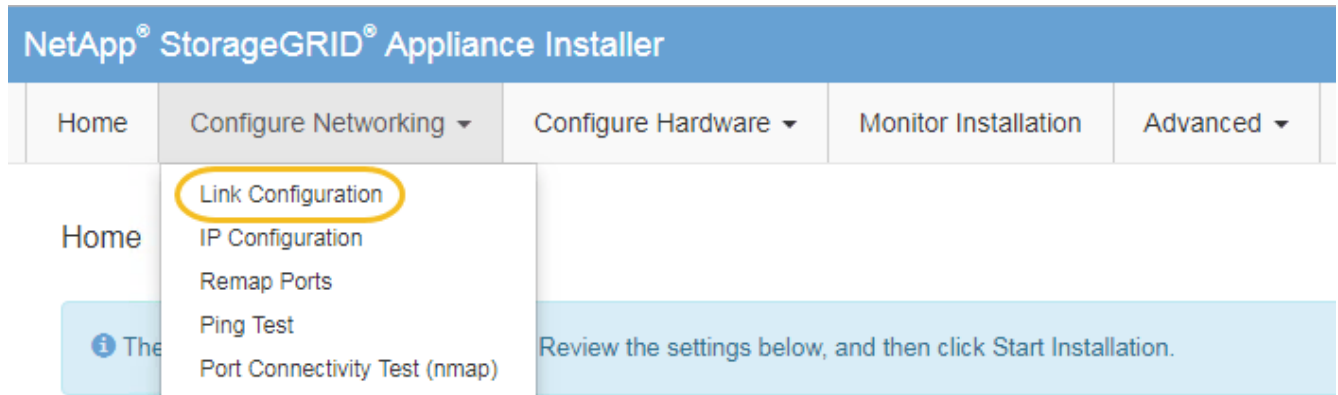 NetApp® StorageGRID® Appliance Installer
Home Configure Networking Configure Hardware Monitor Installation Advanced
Link Configuration
Home
IP Configuration
Remap Ports
Ping Test
The Review the settings below, and then click Start Installation.
Port Connectivity Test (nmap)